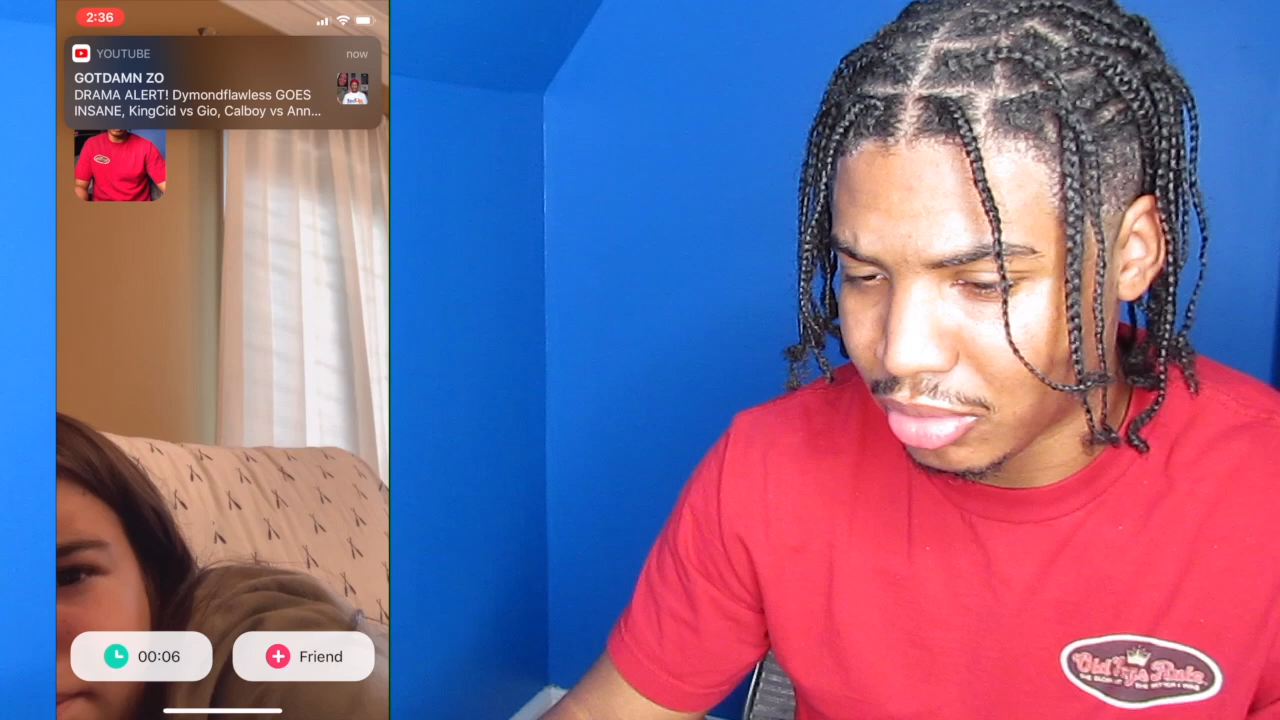 2:36
YOUTUBE
now
GOTDAMN ZO
DRAMA ALERT! Dymondflawless GOES
INSANE, KingCid vs Gio, Calboy vs Ann...
00:06
Friend